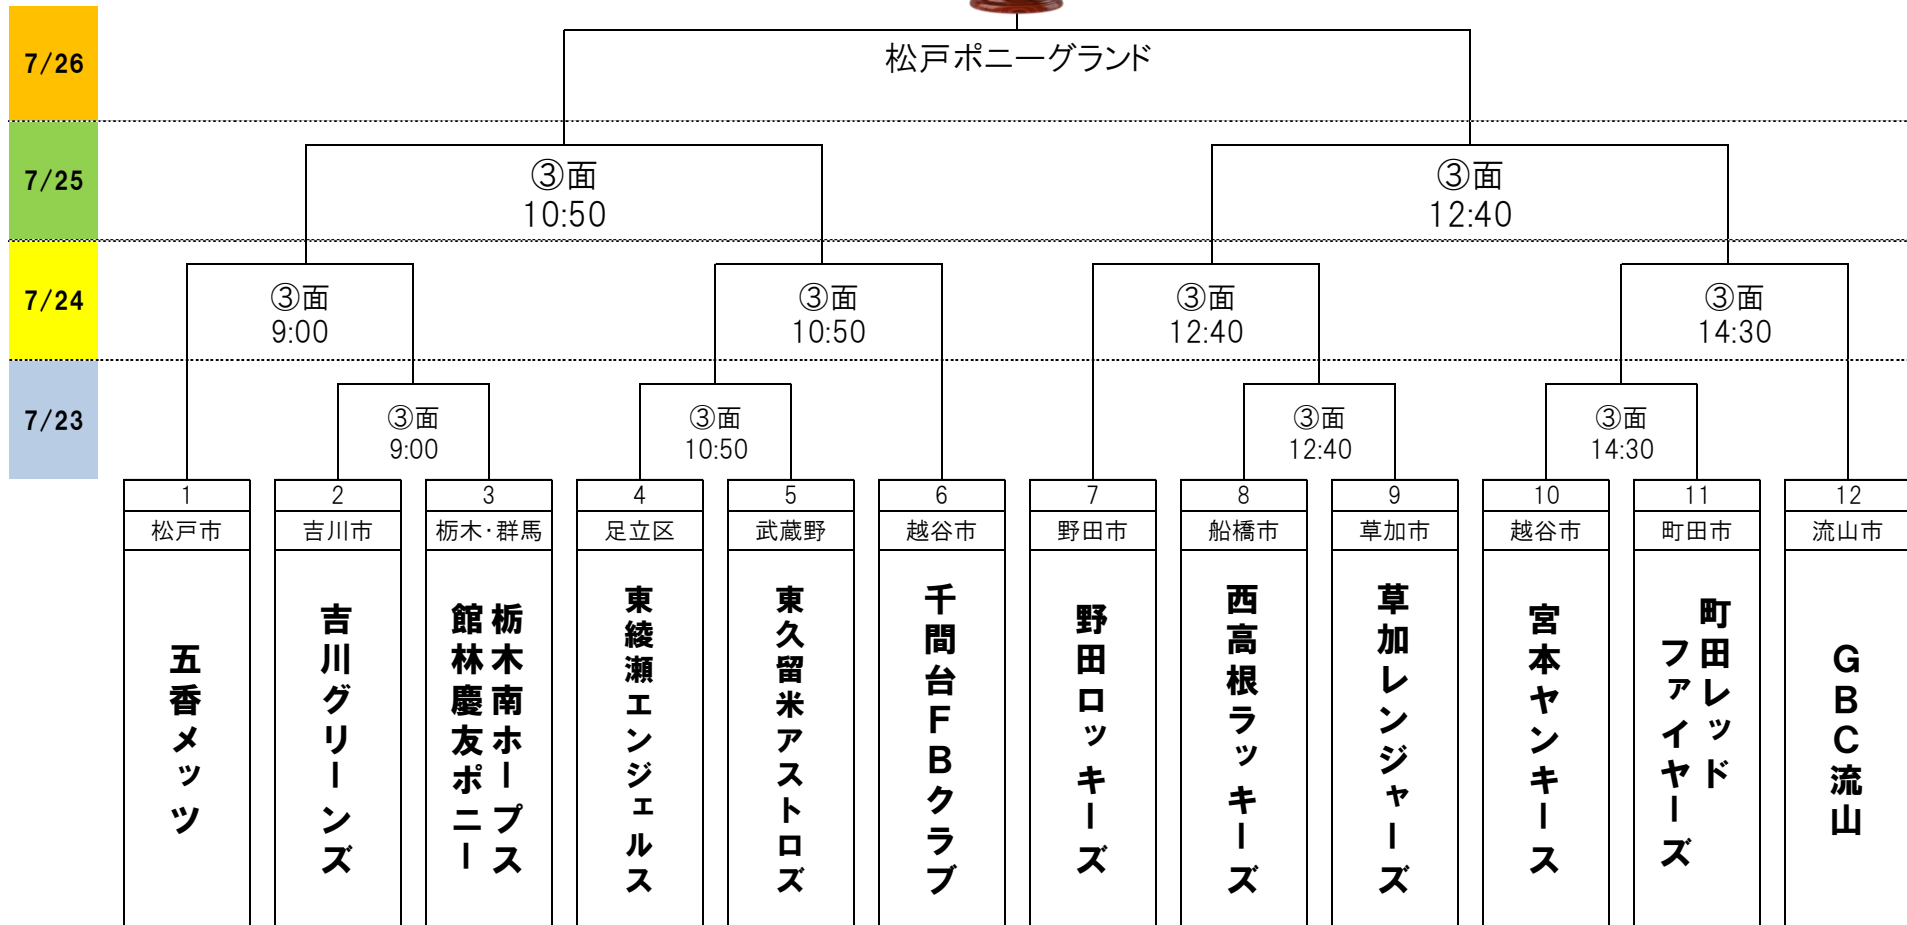 7/26
松戸ポニーグランド
7/25
③面
10:50
③面
12:40
7/24
③面
9:00
③面
10:50
③面
12:40
③面
14:30
7/23
③面
9:00
③面
10:50
③面
12:40
③面
14:30
1
2
3
4
5
6
7
8
9
10
11
12
松戸市
吉川市
栃木・群馬
足立区
武蔵野
越谷市
野田市
船橋市
草加市
越谷市
町田市
流山市
五香メッツ
吉川グリーンズ
栃木南ホープス
館林慶友ポニー
東綾瀬エンジェルス
東久留米アストロズ
千間台FBクラブ
野田ロッキーズ
西高根ラッキーズ
草加レンジャーズ
宮本ヤンキース
町田レッド
ファイヤーズ
GBC流山